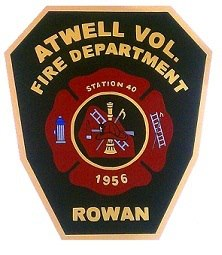 ATWELL VOL.
FIRE DEPARTMENT
STATION 40
1956
ROWAN